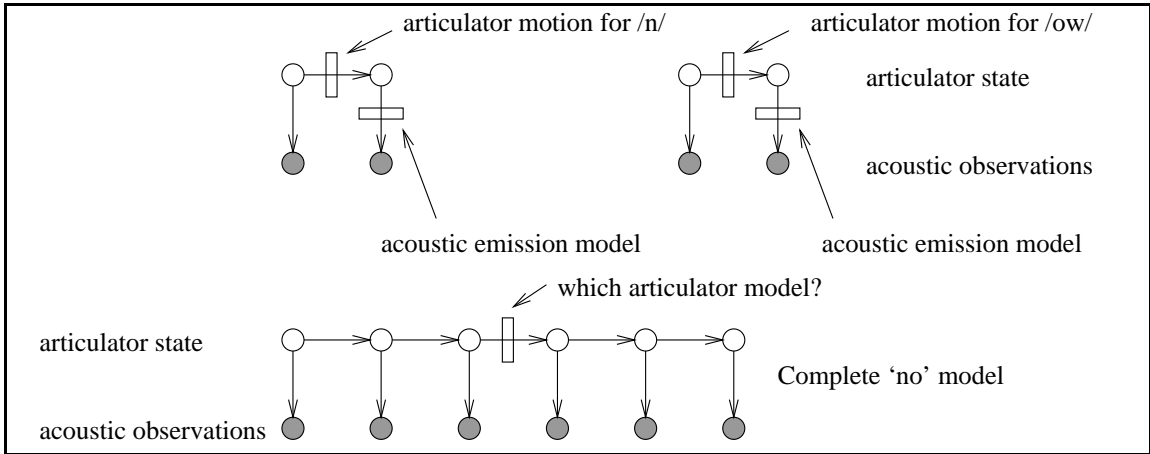 articulator motion for /n/
articulator motion for /ow/
articulator state
acoustic observations
acoustic emission model
acoustic emission model
which articulator model?
articulator state
Complete ‘no’ model
acoustic observations